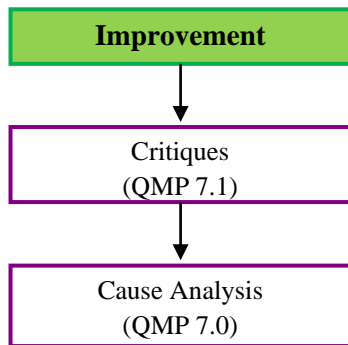 Improvement
Critiques
(QMP 7.1)
Cause Analysis
(QMP 7.0)